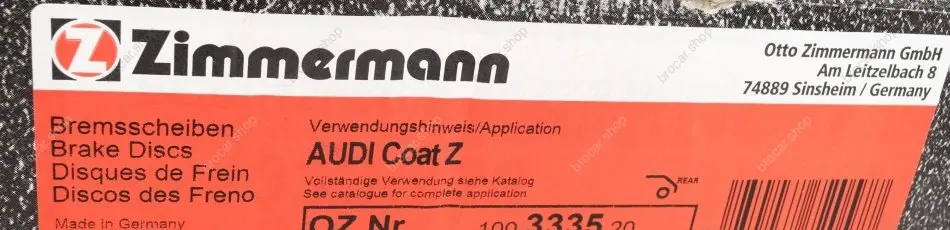 Z Zimmermann
Otto Zimmermann GmbH
Am Leitzelbach 8
74889 Sinsheim / Germany
Bremsscheiben
Brake Discs
Disques de Frein
Discos des Freno
Made in Germany
Verwendungshinweis/Application
AUDI Coat Z
Vollständige Verwendung siehe Katalog
See catalogue for complete application
REAR
OZ Nr. 100 3335 20
brocar.shop